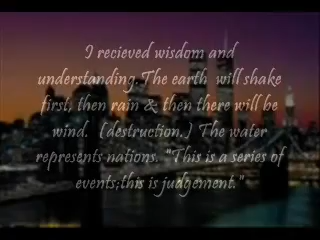 I recieved wisdom and
understanding. The earth will shake
first, then rain & then there will be
wind. (destruction.) The water
represents nations. "This is a series of
events;this is judgement."